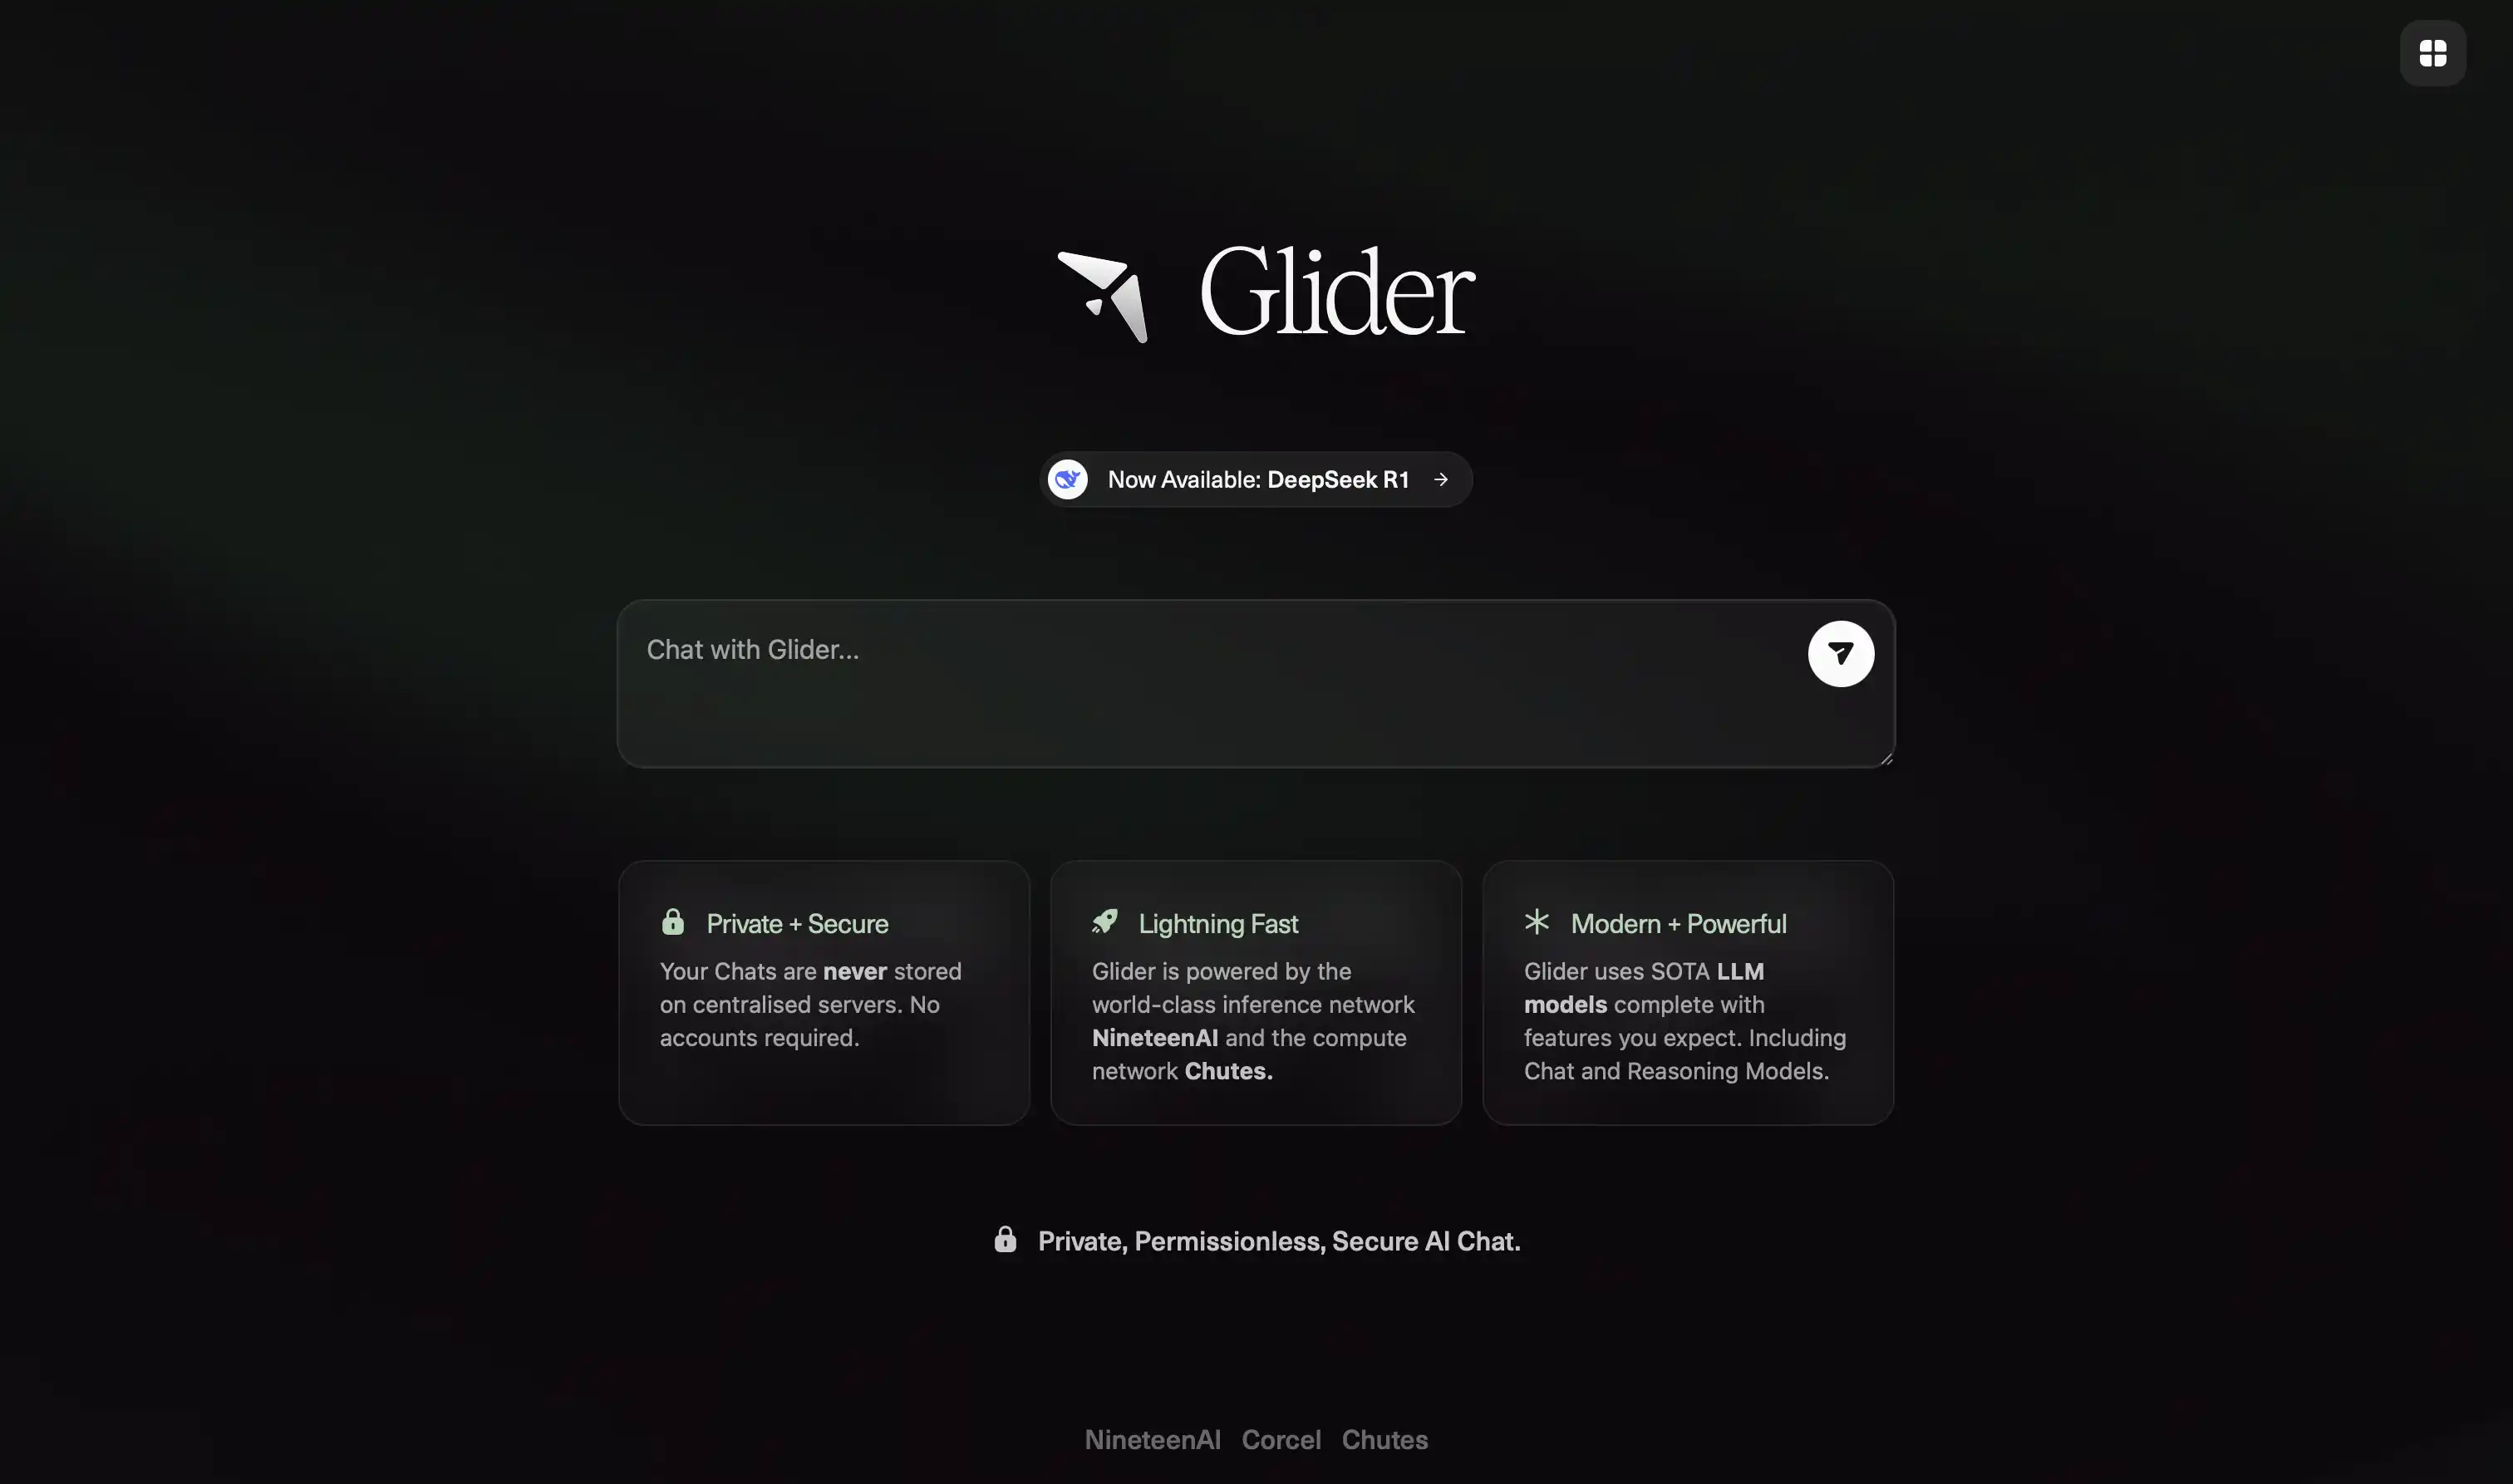 Glider
Now Available: DeepSeek R1
Chat with Glider...
Private + Secure
Your Chats are never stored
on centralised servers. No
accounts required.
Lightning Fast
Glider is powered by the
world-class inference network
NineteenAI and the compute
network Chutes.
Modern + Powerful
Glider uses SOTA LLM
models complete with
features you expect. Including
Chat and Reasoning Models.
Private, Permissionless, Secure AI Chat.
NineteenAI Corcel Chutes